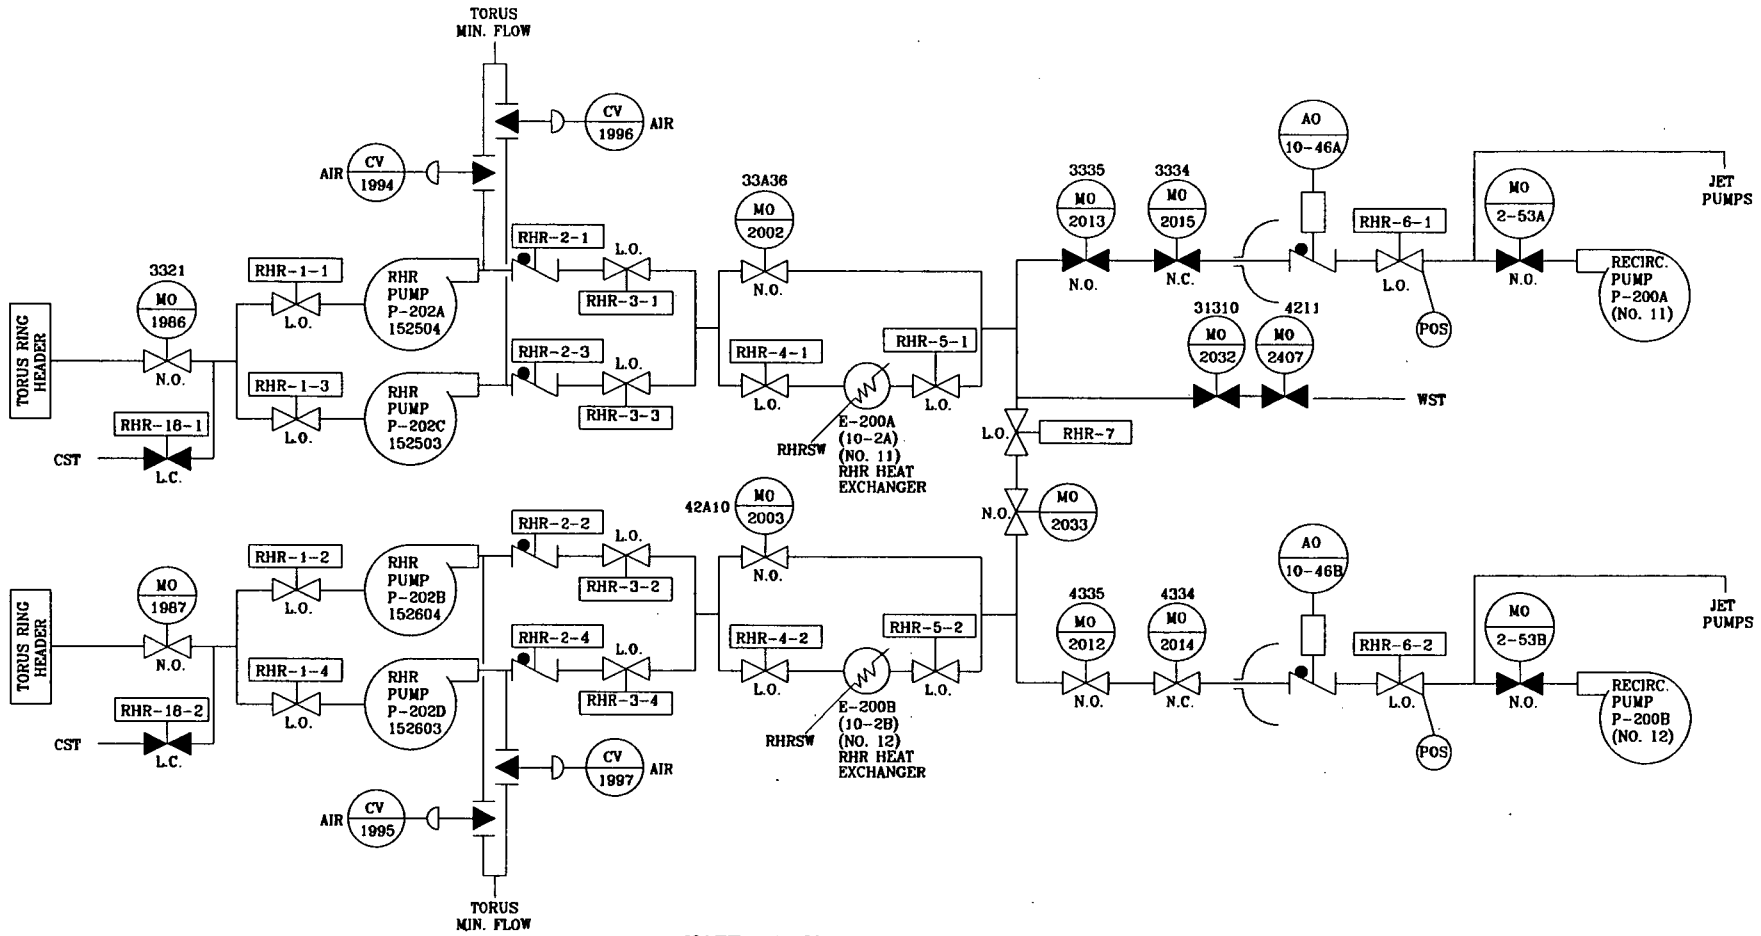 TORUS
MIN. FLOW
CV
1996
AIR
AIR
CV
1994
33A36
MO
2002
N.O.
3335
MO
2013
N.O.
3334
MO
2015
N.C.
AO
10-46A
RHR-6-1
L.O.
POS
MO
2-53A
N.O.
JET
PUMPS
RECIRC.
PUMP
P-200A
(NO. 11)
TORUS RING
HEADER
3321
MO
1986
N.O.
RHR-1-1
L.O.
RHR
PUMP
P-202A
152504
RHR-2-1
L.O.
RHR-3-1
RHR-1-3
L.O.
RHR
PUMP
P-202C
152503
RHR-2-3
L.O.
RHR-3-3
RHR-18-1
CST
L.C.
RHR-4-1
L.O.
RHR-5-1
L.O.
RHRSW
E-200A
(10-2A)
(NO. 11)
RHR HEAT
EXCHANGER
31310
MO
2032
4211
MO
2407
WST
L.O.
RHR-7
N.O.
MO
2033
42A10
MO
2003
N.O.
TORUS RING
HEADER
MO
1987
N.O.
RHR-1-2
L.O.
RHR
PUMP
P-202B
152604
RHR-2-2
L.O.
RHR-3-2
RHR-1-4
L.O.
RHR
PUMP
P-202D
152603
RHR-2-4
L.O.
RHR-3-4
RHR-18-2
CST
L.C.
RHR-4-2
L.O.
RHR-5-2
L.O.
RHRSW
E-200B
(10-2B)
(NO. 12)
RHR HEAT
EXCHANGER
4335
MO
2012
N.O.
4334
MO
2014
N.C.
AO
10-46B
RHR-6-2
L.O.
POS
MO
2-53B
N.O.
JET
PUMPS
RECIRC.
PUMP
P-200B
(NO. 12)
CV
1997
AIR
AIR
CV
1995
TORUS
MIN. FLOW